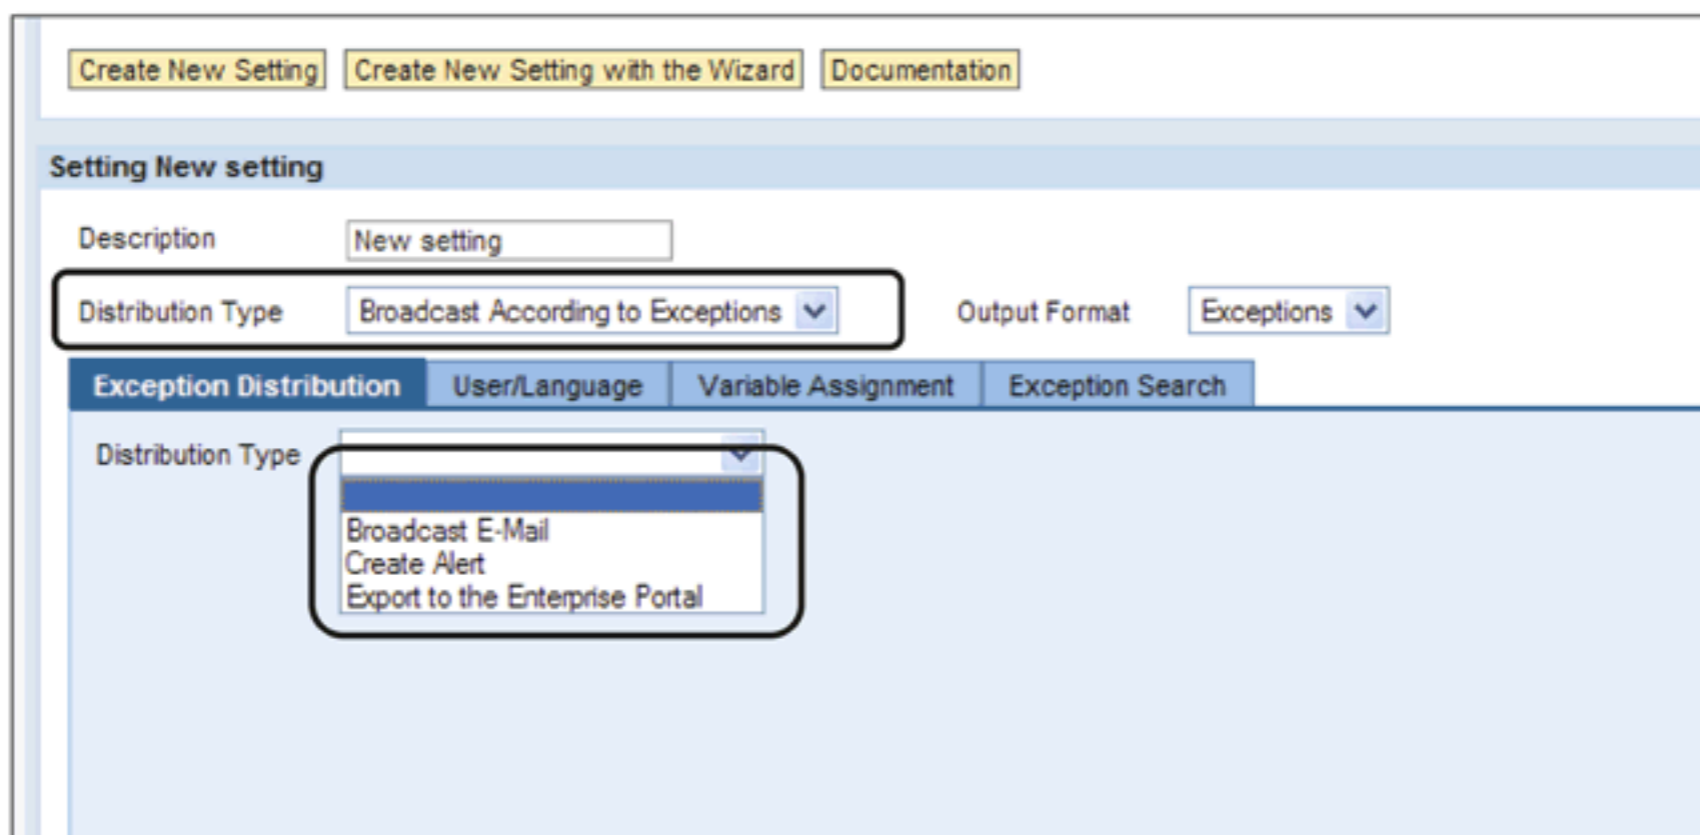 Create New Setting Create New Setting with the Wizard Documentation
Setting New setting
Description New setting
Distribution Type Broadcast According to Exceptions Output Format Exceptions
Exception Distribution User/Language Variable Assignment Exception Search
Distribution Type
Broadcast E-Mail
Create Alert
Export to the Enterprise Portal